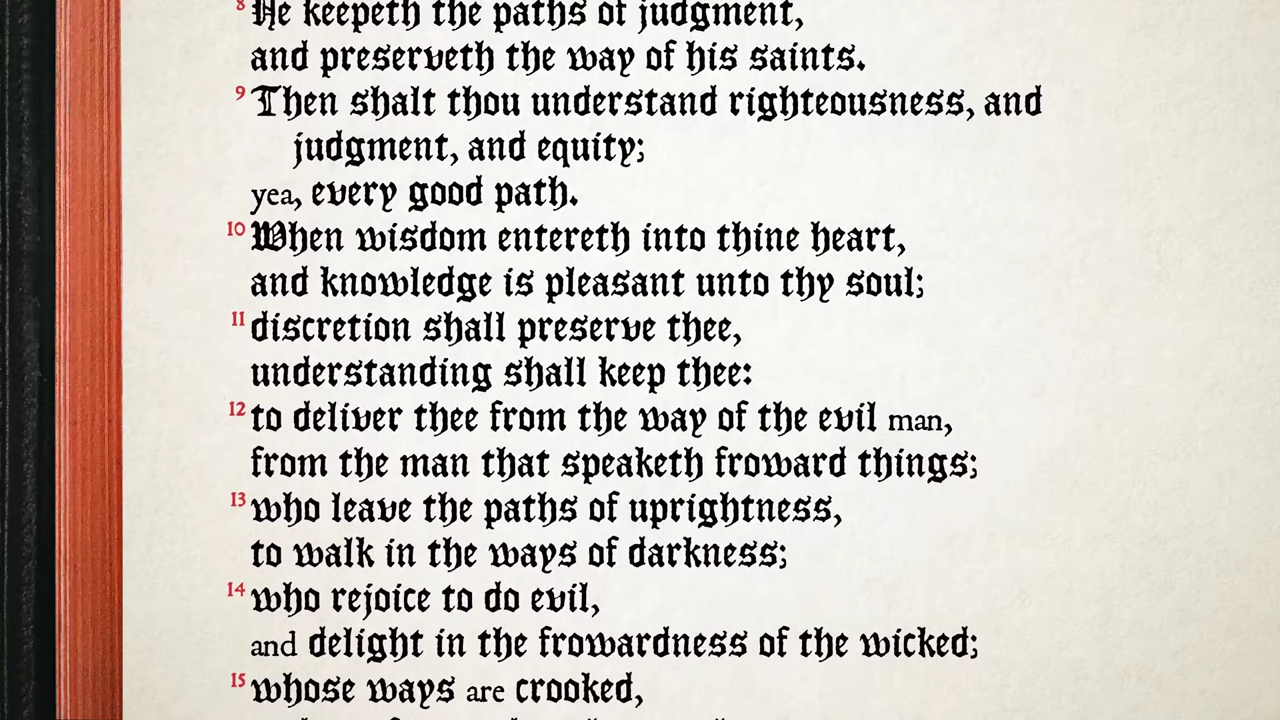 8 He keepeth the paths of judgment,
and preserveth the way of his saints.
9 Then shalt thou understand righteousness, and
judgment, and equity;
yea, every good path.
10 When wisdom entereth into thine heart,
and knowledge is pleasant unto thy soul;
11 discretion shall preserve thee,
understanding shall keep thee:
12 to deliver thee from the way of the evil man,
from the man that speaketh froward things;
13 who leave the paths of uprightness,
to walk in the ways of darkness;
14 who rejoice to do evil,
and delight in the frowardness of the wicked;
15 whose ways are crooked,